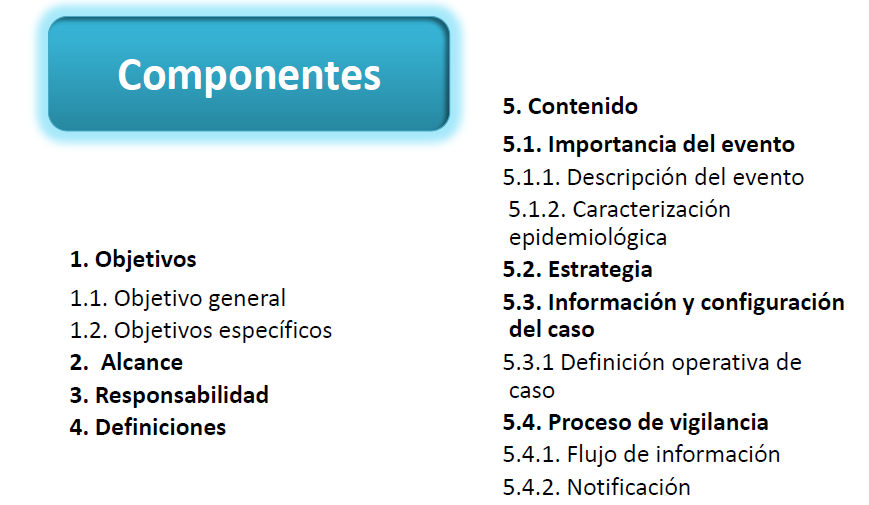 Componentes
1. Objetivos
1.1. Objetivo general
1.2. Objetivos específicos
2.  Alcance
3. Responsabilidad
4. Definiciones
5. Contenido
5.1. Importancia del evento
5.1.1. Descripción del evento
5.1.2. Caracterización
epidemiológica
5.2. Estrategia
5.3. Información y configuración
del caso
5.3.1 Definición operativa de
caso
5.4. Proceso de vigilancia
5.4.1. Flujo de información
5.4.2. Notificación